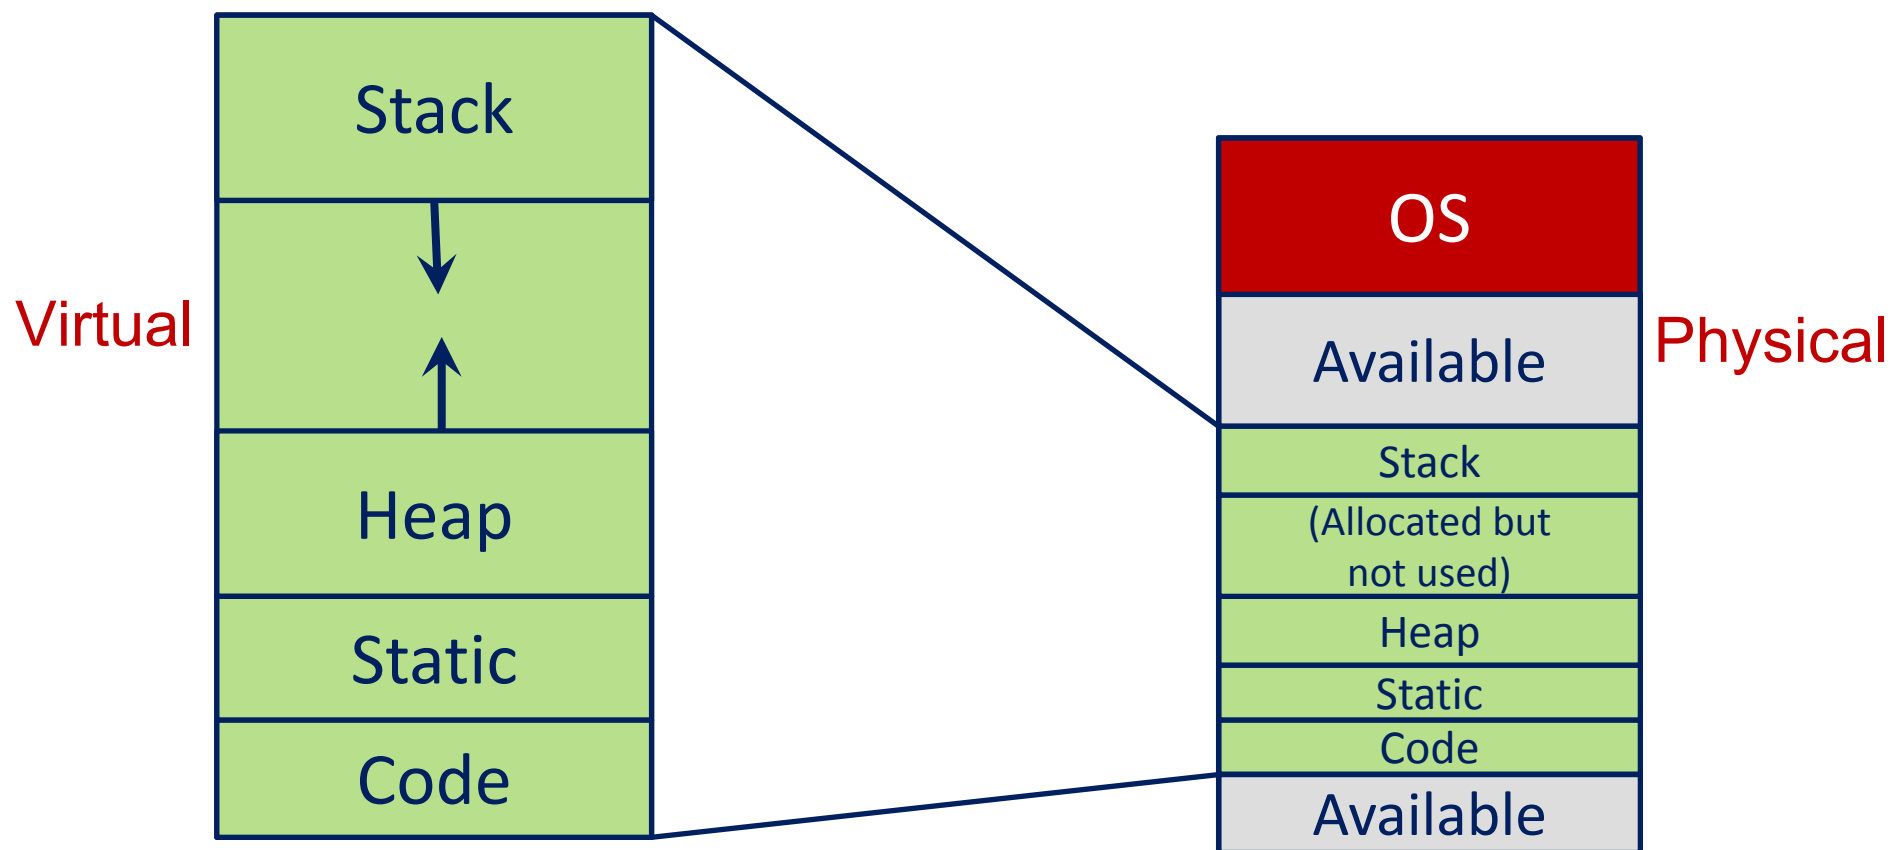 Virtual
Stack
Heap
Static
Code
OS
Available
Stack
(Allocated but
not used)
Heap
Static
Code
Available
Physical